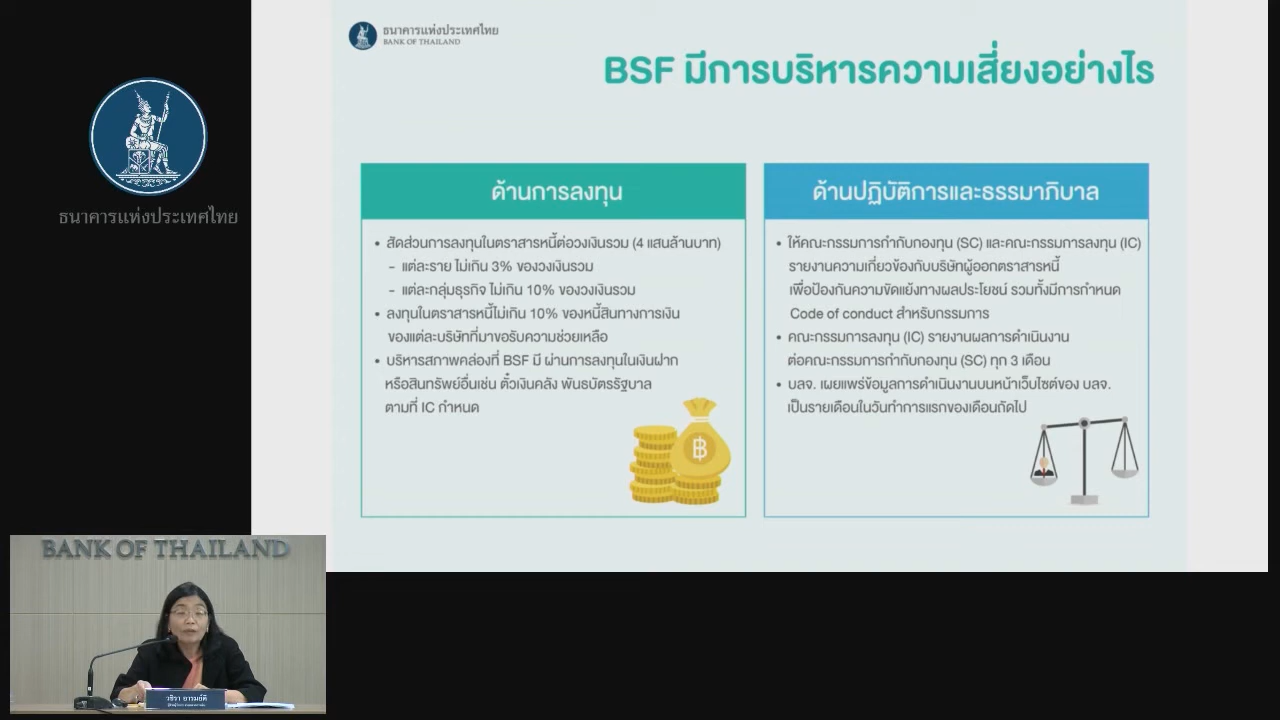 ธนาคารแห่งประเทศไทย
BANK OF THAILAND
BSF มีการบริหารความเสี่ยงอย่างไร
ธนาคารแห่งประเทศไทย
ด้านการลงทุน
• สัดส่วนการลงทุนในตราสารหนี้ต่อวงเงินรวม (4 แสนล้านบาท)
- แต่ละราย ไม่เกิน 3% ของวงเงินรวม
- แต่ละกลุ่มธุรกิจ ไม่เกิน 10% ของวงเงินรวม
• ลงทุนในตราสารหนี้ไม่เกิน 10% ของหนี้สินทางการเงิน
ของแต่ละบริษัทที่มาขอรับความช่วยเหลือ
• บริหารสภาพคล่องที่ BSF มี ผ่านการลงทุนในเงินฝาก
หรือสินทรัพย์อื่นเช่น ตั๋วเงินคลัง พันธบัตรรัฐบาล
ตามที่ IC กำหนด
ด้านปฏิบัติการและธรรมาภิบาล
• ให้คณะกรรมการกำกับกองทุน (SC) และคณะกรรมการลงทุน (IC)
รายงานความเกี่ยวข้องกับบริษัทผู้ออกตราสารหนี้
เพื่อป้องกันความขัดแย้งทางผลประโยชน์ รวมทั้งมีการกำหนด
Code of conduct สำหรับกรรมการ
• คณะกรรมการลงทุน (IC) รายงานผลการดำเนินงาน
ต่อคณะกรรมการกำกับกองทุน (SC) ทุก 3 เดือน
• บลจ. เผยแพร่ข้อมูลการดำเนินงานบนหน้าเว็บไซต์ของ บลจ.
เป็นรายเดือนในวันทำการแรกของเดือนถัดไป
BANK OF THAILAND
วชิรา อารมย์ดี